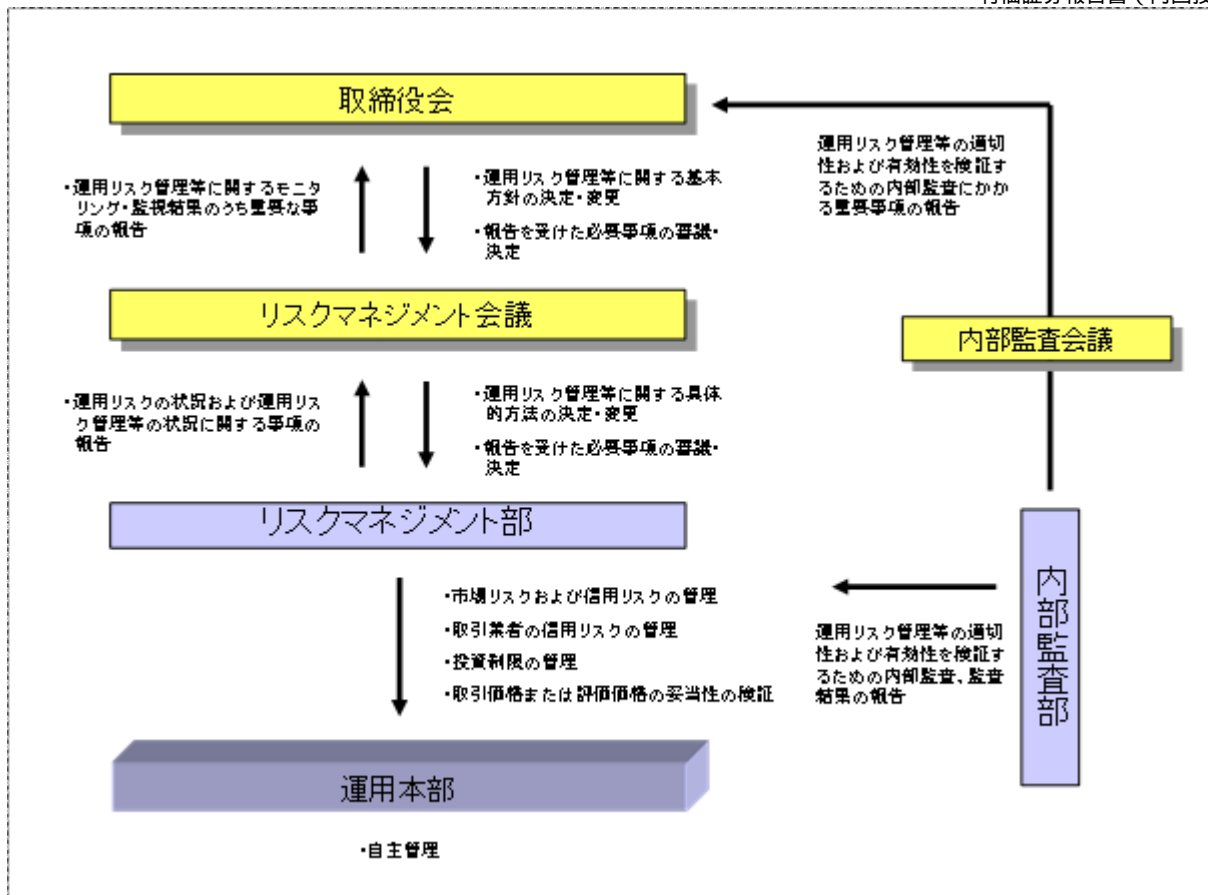 取締役会
・運用リスク管理等に関するモニタ
リング・監視結果のうち重要な事
項の報告
・運用リスク管理等に関する基本
方針の決定・変更
・報告を受けた必要事項の審議・
決定
運用リスク管理等の適切
性および有効性を検証す
るための内部監査にかか
る重要事項の報告
リスクマネジメント会議
内部監査会議
・運用リスクの状況および運用リス
ク管理等の状況に関する事項の
報告
・運用リスク管理等に関する具体
的方法の決定・変更
・報告を受けた必要事項の審議・
決定
リスクマネジメント部
・市場リスクおよび信用リスクの管理
・取引業者の信用リスクの管理
・投資制限の管理
・取引価格または評価価格の妥当性の検証
運用リスク管理等の適切
性および有効性を検証す
るための内部監査、監査
結果の報告
内部監査部
運用本部
・自主管理